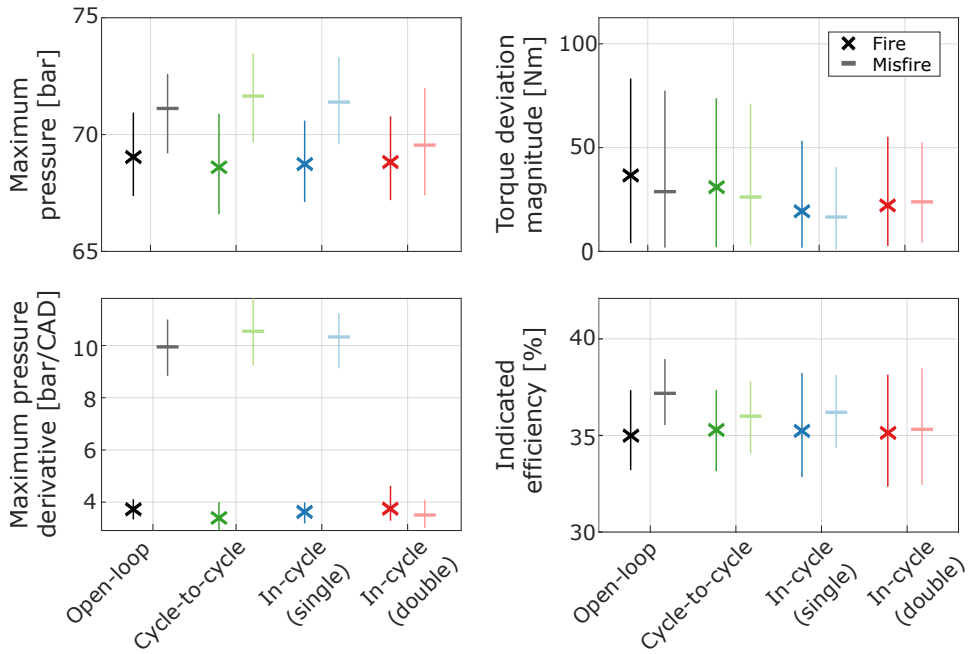 75
70
65
Maximum
pressure [bar]
100
50
0
Torque deviation
magnitude [Nm]
Fire
Misfire
10
8
6
4
Maximum pressure
derivative [bar/CAD]
Open-loop
Cycle-to-cycle
In-cycle
(single)
In-cycle
(double)
40
35
30
Indicated
efficiency [%]
Open-loop
Cycle-to-cycle
In-cycle
(single)
In-cycle
(double)